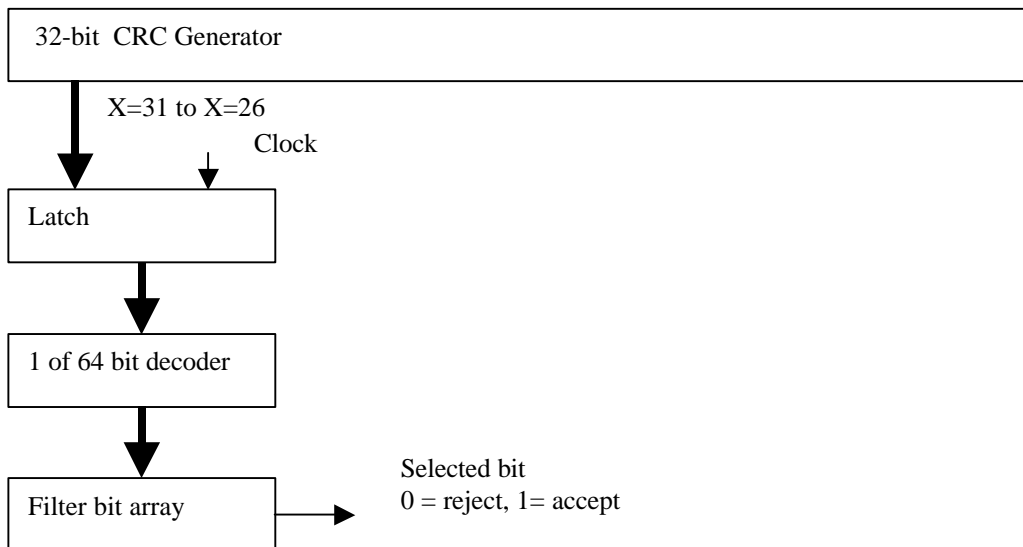 32-bit CRC Generator
X=31 to X=26
Clock
Latch
1 of 64 bit decoder
Filter bit array
Selected bit
0 = reject, 1= accept